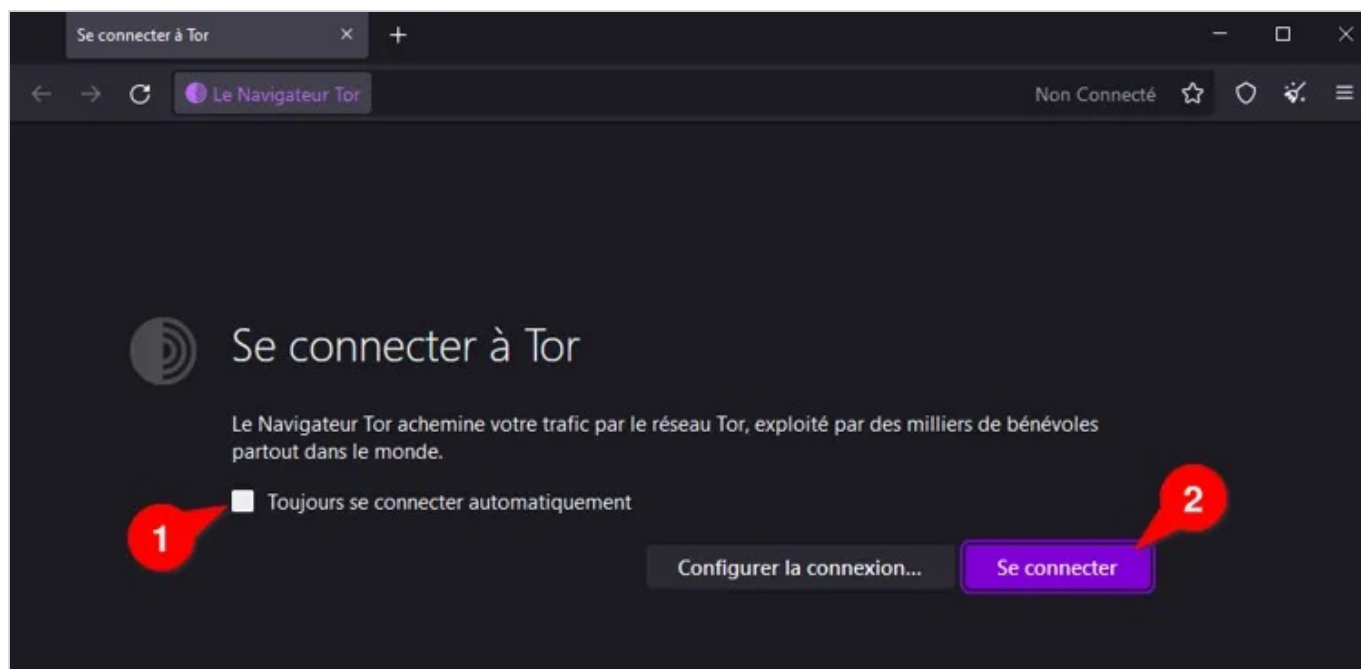 Se connecter à Tor
Le Navigateur Tor
Non Connecté
Se connecter à Tor
Le Navigateur Tor achemine votre trafic par le réseau Tor, exploité par des milliers de bénévoles
partout dans le monde.
Toujours se connecter automatiquement
1
2
Configurer la connexion...
Se connecter